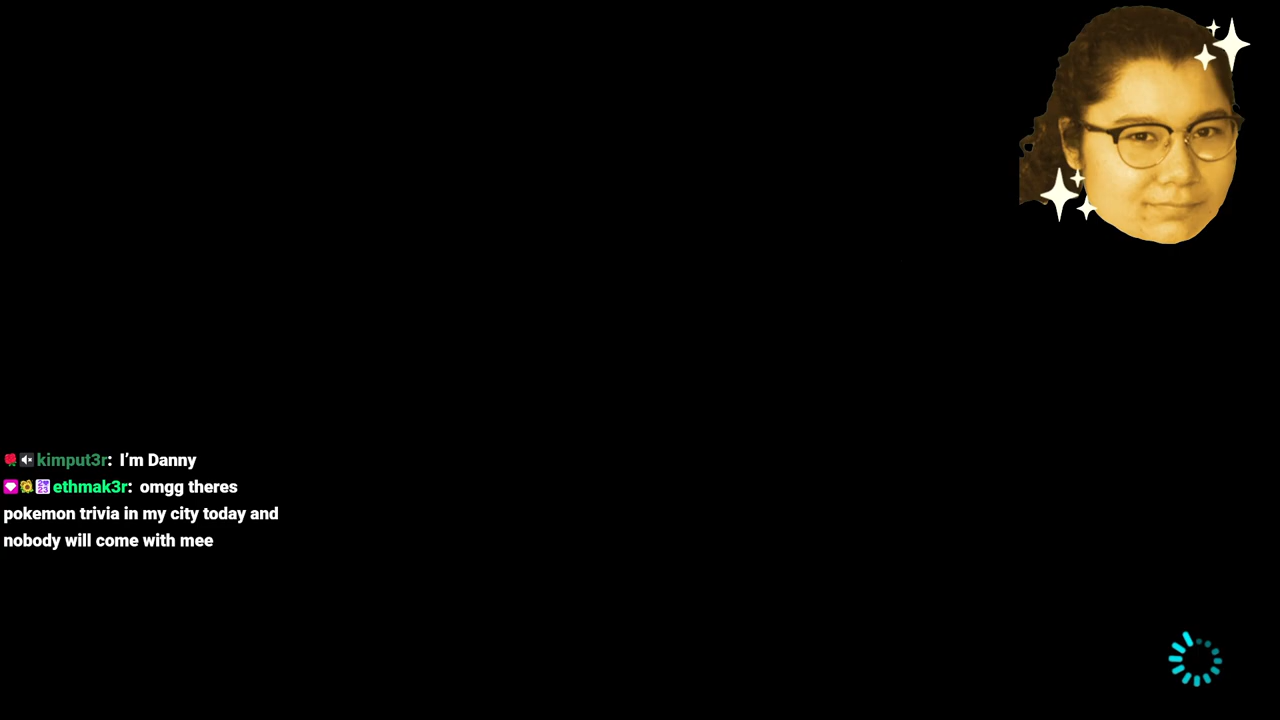 kimput3r: I’m Danny
ethmak3r: omgg theres
pokemon trivia in my city today and
nobody will come with mee